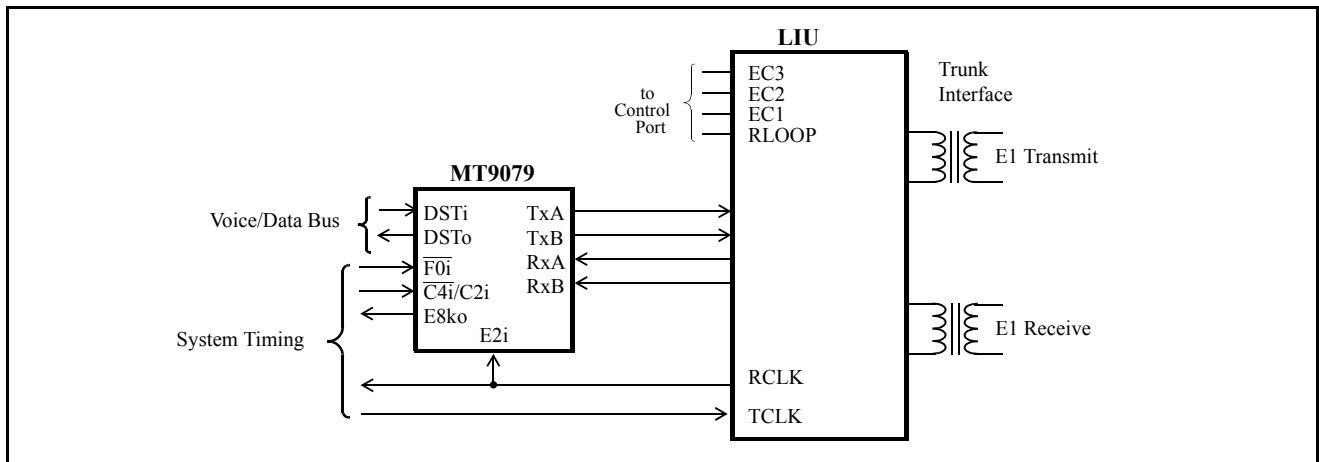 LIU
EC3
EC2
EC1
RLOOP
to
Control
Port
Trunk
Interface
E1 Transmit
MT9079
Voice/Data Bus
DSTi
DSTo
F0i
C4i/C2i
E8ko
E2i
TxA
TxB
RxA
RxB
System Timing
E1 Receive
RCLK
TCLK